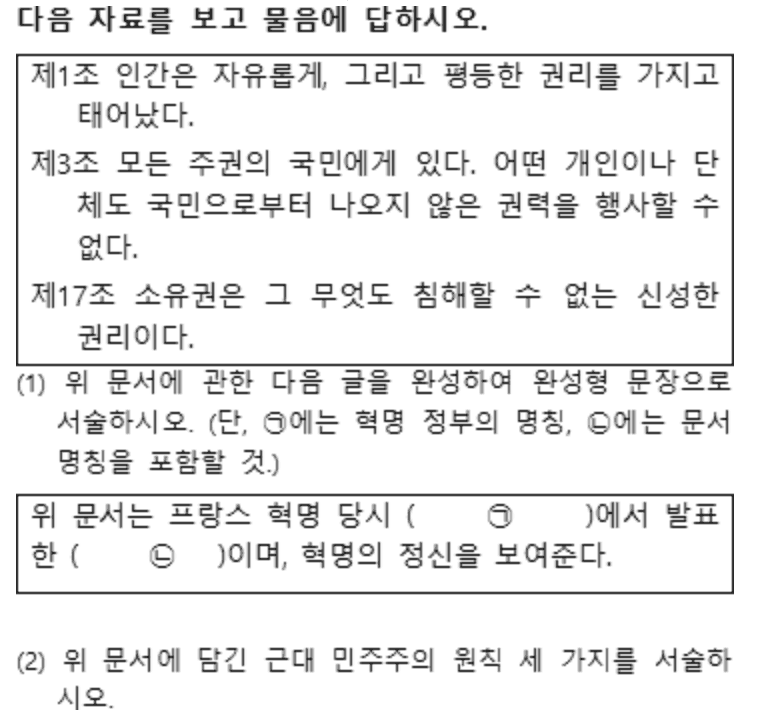 다음 자료를 보고 물음에 답하시오.
제1조 인간은 자유롭게, 그리고 평등한 권리를 가지고
태어났다.
제3조 모든 주권의 국민에게 있다. 어떤 개인이나 단
체도 국민으로부터 나오지 않은 권력을 행사할 수
없다.
제17조 소유권은 그 무엇도 침해할 수 없는 신성한
권리이다.
(1) 위 문서에 관한 다음 글을 완성하여 완성형 문장으로
서술하시오. (단, ㉠에는 혁명 정부의 명칭, ㉡에는 문서
명칭을 포함할 것.)
위 문서는 프랑스 혁명 당시 ( ㉠ )에서 발표
한 ( ㉡ )이며, 혁명의 정신을 보여준다.
(2) 위 문서에 담긴 근대 민주주의 원칙 세 가지를 서술하
시오.